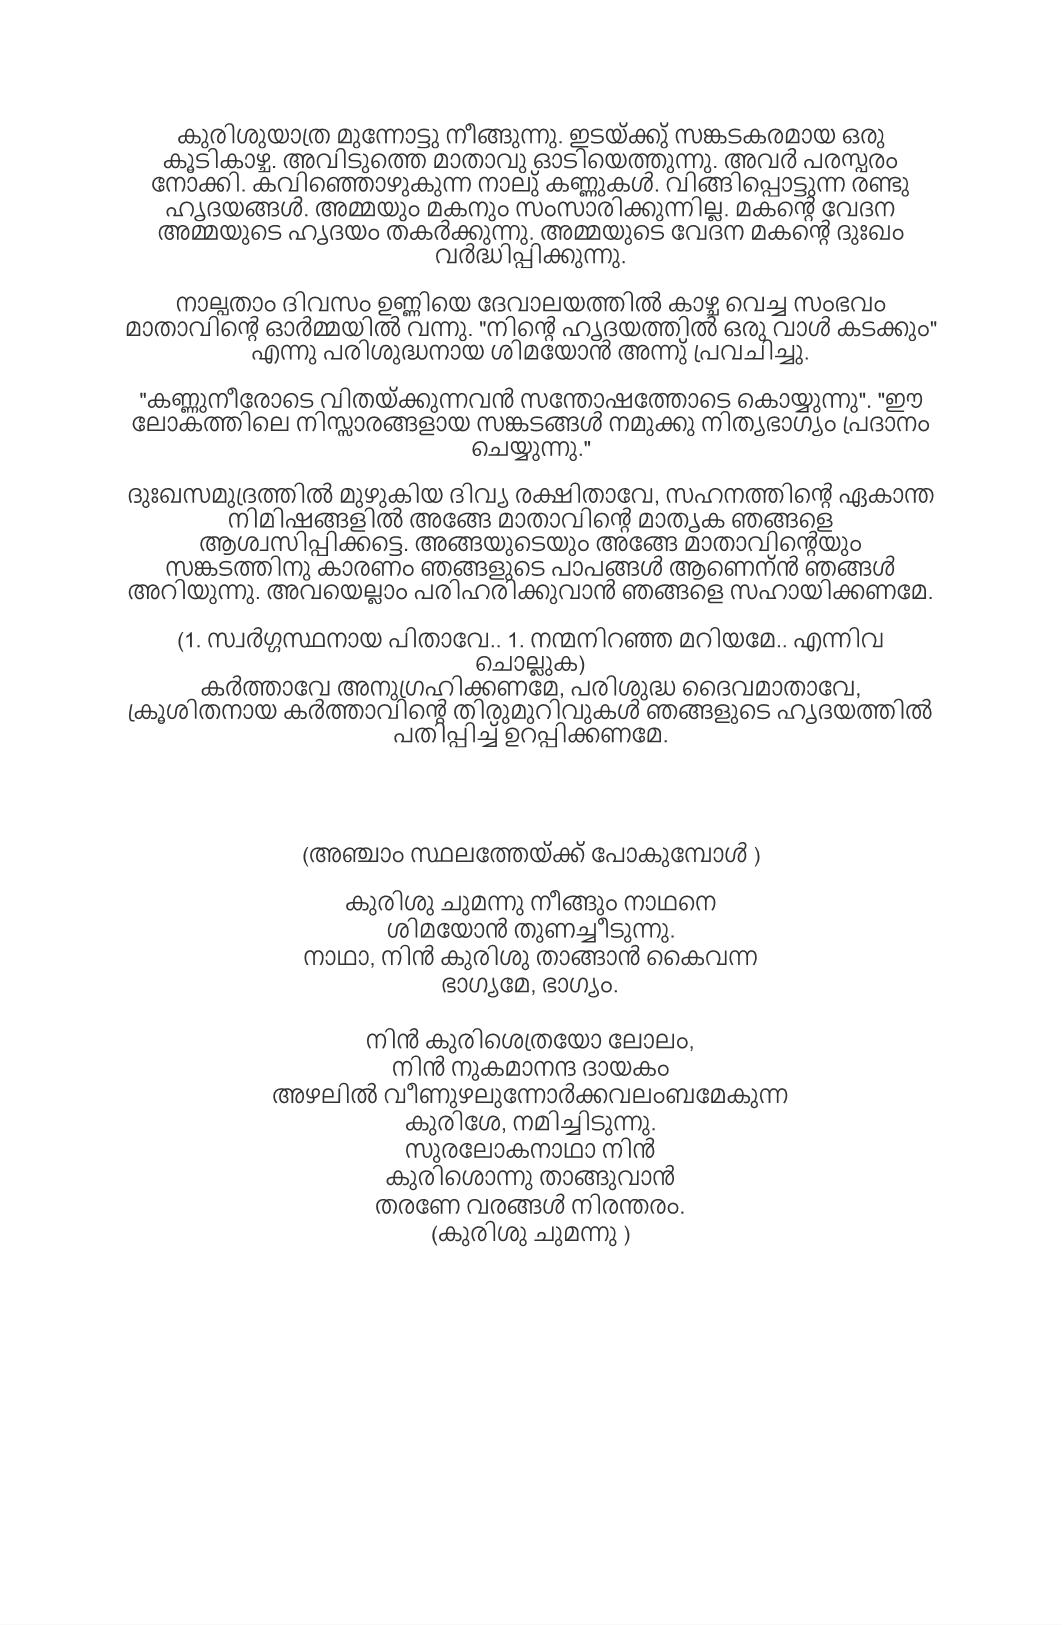 കുരിശുയാത്ര മുന്നോട്ടു നീങ്ങുന്നു. ഇടയ്ക്കു് സങ്കടകരമായ ഒരു
കൂടികാഴ്ച. അവിടുത്തെ മാതാവു ഓടിയെത്തുന്നു. അവർ പരസ്പരം
നോക്കി. കവിഞ്ഞൊഴുകുന്ന നാലു് കണ്ണുകൾ. വിങ്ങിപ്പൊട്ടുന്ന രണ്ടു
ഹൃദയങ്ങൾ. അമ്മയും മകനും സംസാരിക്കുന്നില്ല. മകന്റെ വേദന
അമ്മയുടെ ഹൃദയം തകർക്കുന്നു. അമ്മയുടെ വേദന മകന്റെ ദുഃഖം
വർദ്ധിപ്പിക്കുന്നു.
നാല്പതാം ദിവസം ഉണ്ണിയെ ദേവാലയത്തിൽ കാഴ്ച വെച്ച സംഭവം
മാതാവിന്റെ ഓർമ്മയിൽ വന്നു. "നിന്റെ ഹൃദയത്തിൽ ഒരു വാൾ കടക്കും"
എന്നു പരിശുദ്ധനായ ശിമയോൻ അന്നു് പ്രവചിച്ചു.
"കണ്ണുനീരോടെ വിതയ്ക്കുന്നവൻ സന്തോഷത്തോടെ കൊയ്യുന്നു". "ഈ
ലോകത്തിലെ നിസ്സാരങ്ങളായ സങ്കടങ്ങൾ നമുക്കു നിത്യഭാഗ്യം പ്രദാനം
ചെയ്യുന്നു."
ദുഃഖസമുദ്രത്തിൽ മുഴുകിയ ദിവ്യ രക്ഷിതാവേ, സഹനത്തിന്റെ ഏകാന്ത
നിമിഷങ്ങളിൽ അങ്ങേ മാതാവിന്റെ മാതൃക ഞങ്ങളെ
ആശ്വസിപ്പിക്കട്ടെ. അങ്ങയുടെയും അങ്ങേ മാതാവിന്റെയും
സങ്കടത്തിനു കാരണം ഞങ്ങളുടെ പാപങ്ങൾ ആണെന്ൻ ഞങ്ങൾ
അറിയുന്നു. അവയെല്ലാം പരിഹരിക്കുവാൻ ഞങ്ങളെ സഹായിക്കണമേ.
(1. സ്വർഗ്ഗസ്ഥനായ പിതാവേ.. 1. നന്മനിറഞ്ഞ മറിയമേ.. എന്നിവ
ചൊല്ലുക)
കർത്താവേ അനുഗ്രഹിക്കണമേ, പരിശുദ്ധ ദൈവമാതാവേ,
ക്രൂശിതനായ കർത്താവിന്റെ തിരുമുറിവുകൾ ഞങ്ങളുടെ ഹൃദയത്തിൽ
പതിപ്പിച്ച് ഉറപ്പിക്കണമേ.
(അഞ്ചാം സ്ഥലത്തേയ്ക്ക് പോകുമ്പോൾ )
കുരിശു ചുമന്നു നീങ്ങും നാഥനെ
ശിമയോൻ തുണച്ചീടുന്നു.
നാഥാ, നിൻ കുരിശു താങ്ങാൻ കൈവന്ന
ഭാഗ്യമേ, ഭാഗ്യം.
നിൻ കുരിശെത്രയോ ലോലം,
നിൻ നുകമാനന്ദ ദായകം
അഴലിൽ വീണുഴലുന്നോർക്കവലംബമേകുന്ന
കുരിശേ, നമിച്ചിടുന്നു.
സുരലോകനാഥാ നിൻ
കുരിശൊന്നു താങ്ങുവാൻ
തരണേ വരങ്ങൾ നിരന്തരം.
(കുരിശു ചുമന്നു )